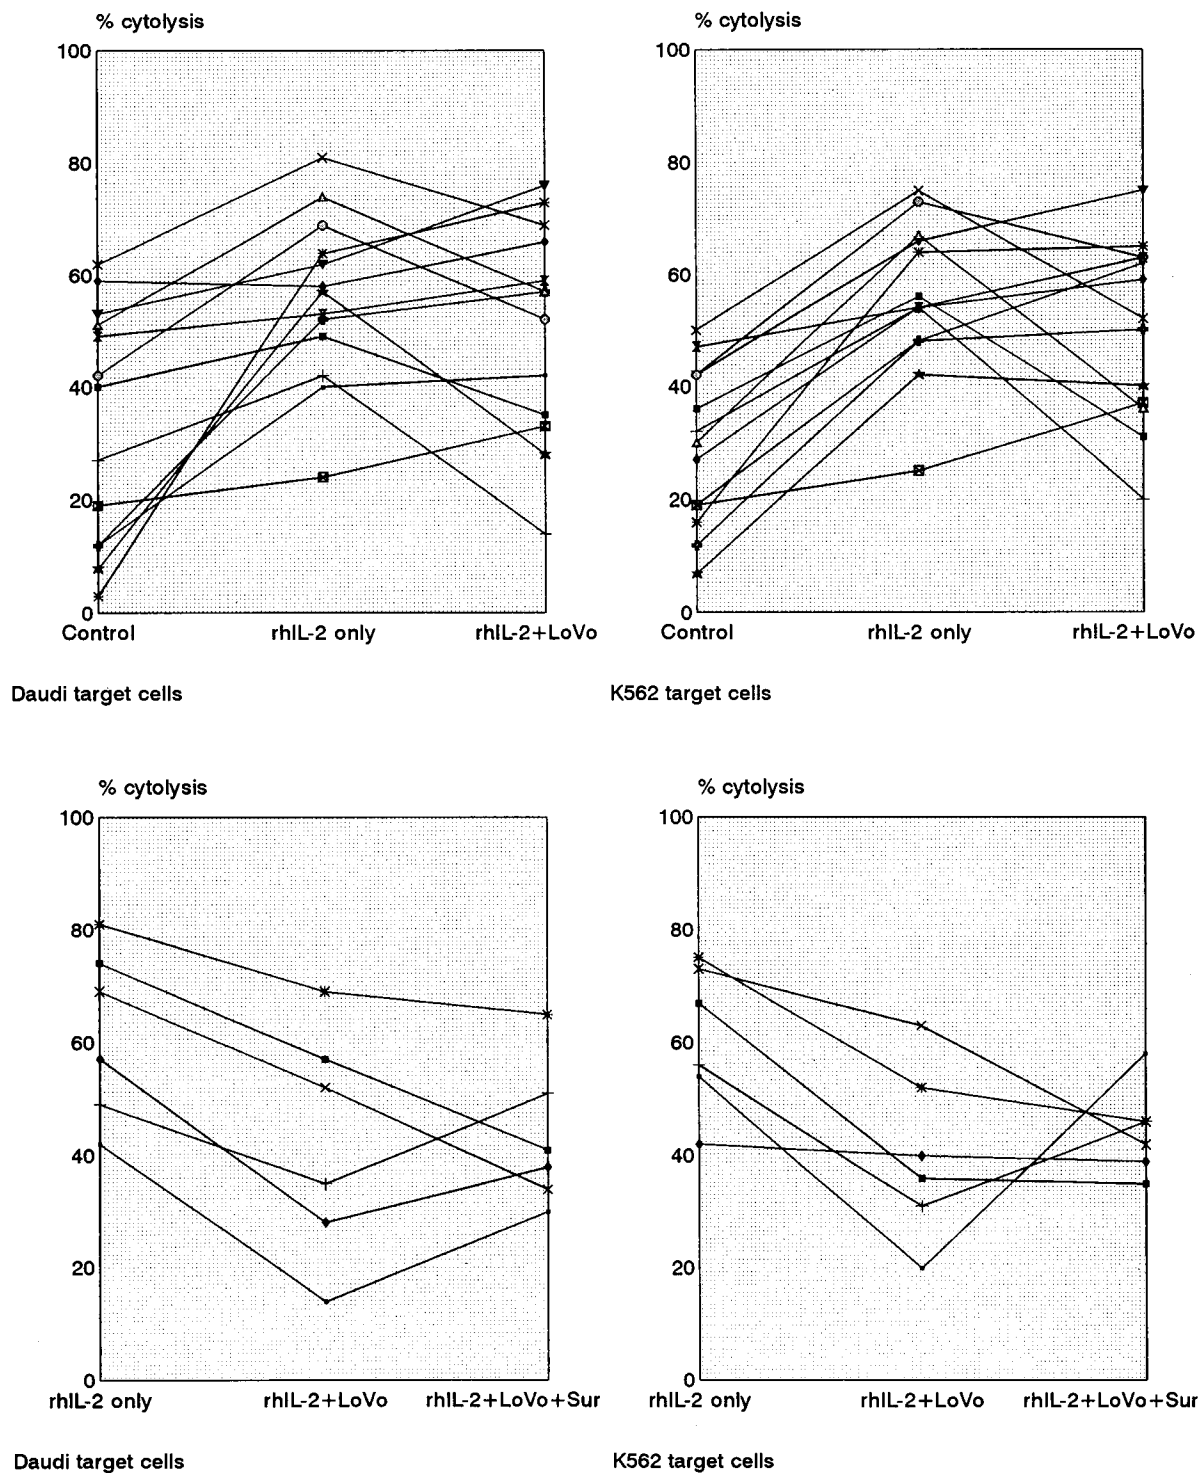 % cytolysis
100
80
60
40
20
0
Control rhIL-2 only rhIL-2+LoVo
Daudi target cells
% cytolysis
100
80
60
40
20
0
Control rhIL-2 only rhIL-2+LoVo
K562 target cells
% cytolysis
100
80
60
40
20
0
rhIL-2 only rhIL-2+LoVo rhIL-2+LoVo+Sur
Daudi target cells
% cytolysis
100
80
60
40
20
0
rhIL-2 only rhIL-2+LoVo rhIL-2+LoVo+Sur
K562 target cells